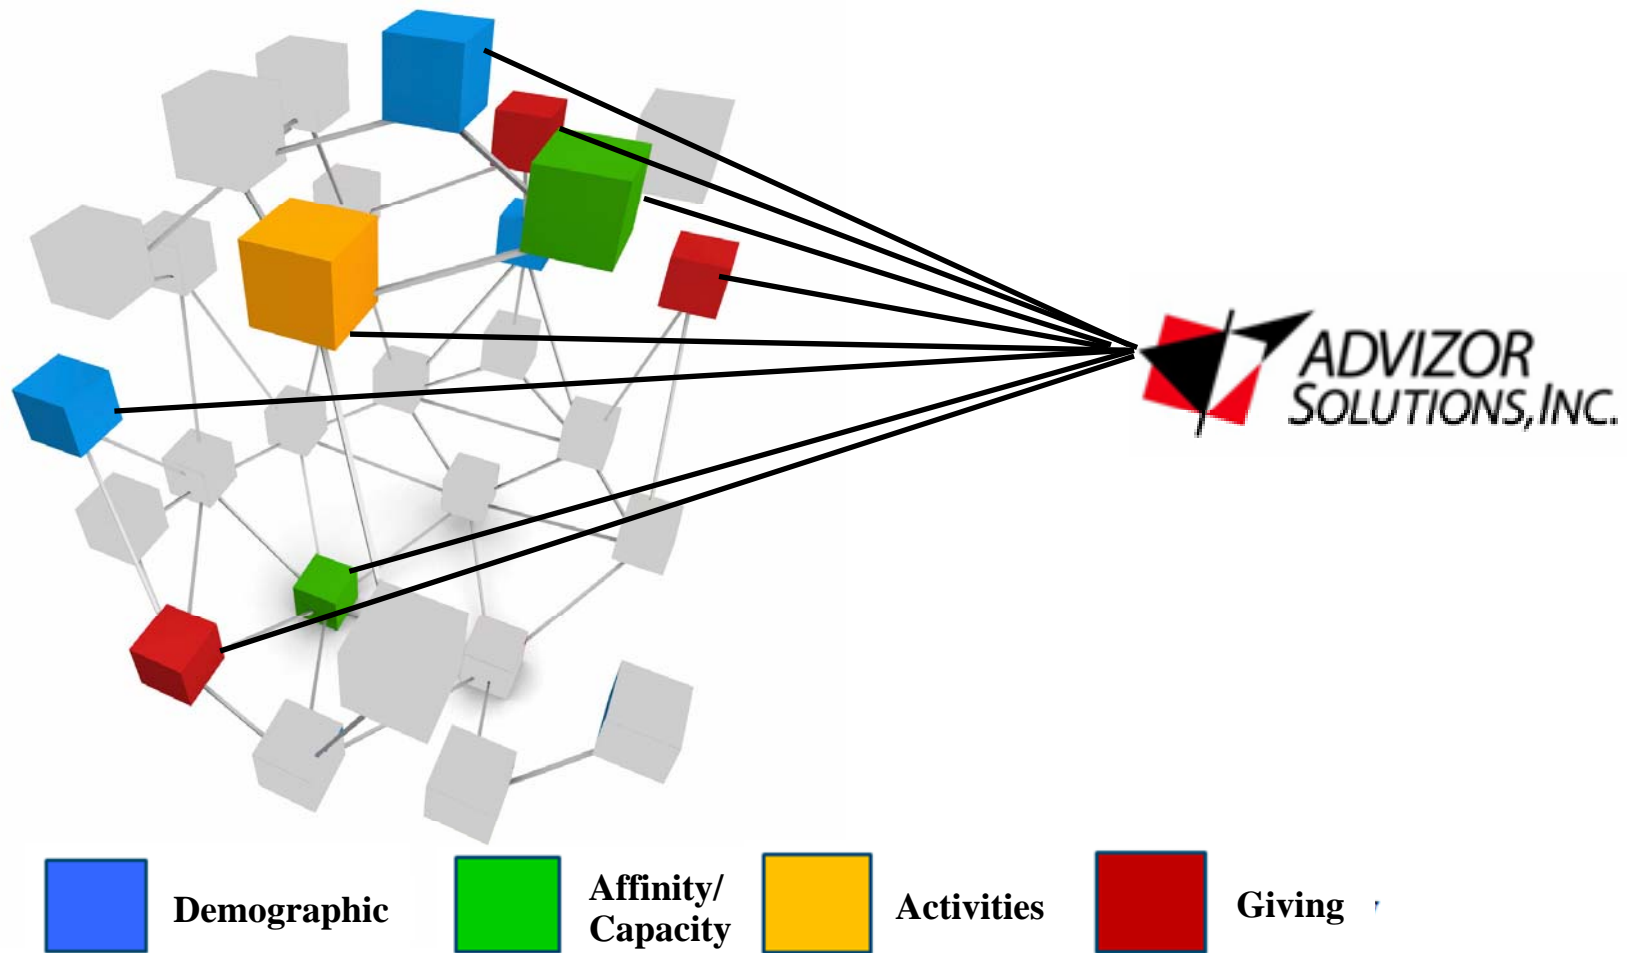 ADVIZOR
SOLUTIONS, INC.
Demographic
Affinity/
Capacity
Activities
Giving